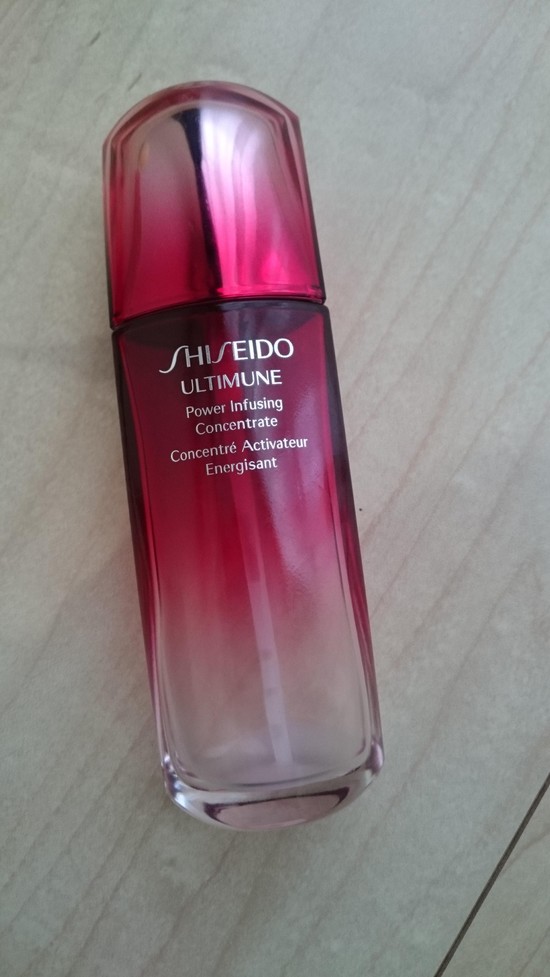 SHISEIDO
ULTIMUNE
Power Infusing
Concentrate
Concentré Activateur
Energisant